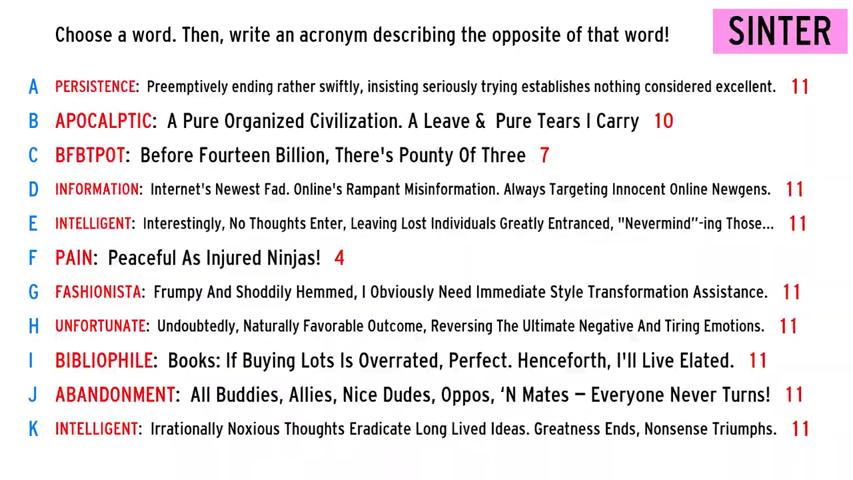 Choose a word. Then, write an acronym describing the opposite of that word!
SINTER
A PERSISTENCE: Preemptively ending rather swiftly, insisting seriously trying establishes nothing considered excellent. 11
B APOCALPTIC: A Pure Organized Civilization. A Leave & Pure Tears I Carry 10
C BFBTPOT: Before Fourteen Billion, There's Pounty Of Three 7
D INFORMATION: Internet's Newest Fad. Online's Rampant Misinformation. Always Targeting Innocent Online Newgens. 11
E INTELLIGENT: Interestingly, No Thoughts Enter, Leaving Lost Individuals Greatly Entranced, "Nevermind"-ing Those... 11
F PAIN: Peaceful As Injured Ninjas! 4
G FASHIONISTA: Frumpy And Shoddily Hemmed, I Obviously Need Immediate Style Transformation Assistance. 11
H UNFORTUNATE: Undoubtedly, Naturally Favorable Outcome, Reversing The Ultimate Negative And Tiring Emotions. 11
I BIBLIOPHILE: Books: If Buying Lots Is Overrated, Perfect. Henceforth, I'll Live Elated. 11
J ABANDONMENT: All Buddies, Allies, Nice Dudes, Oppos, ‘N Mates – Everyone Never Turns! 11
K INTELLIGENT: Irrationally Noxious Thoughts Eradicate Long Lived Ideas. Greatness Ends, Nonsense Triumphs. 11